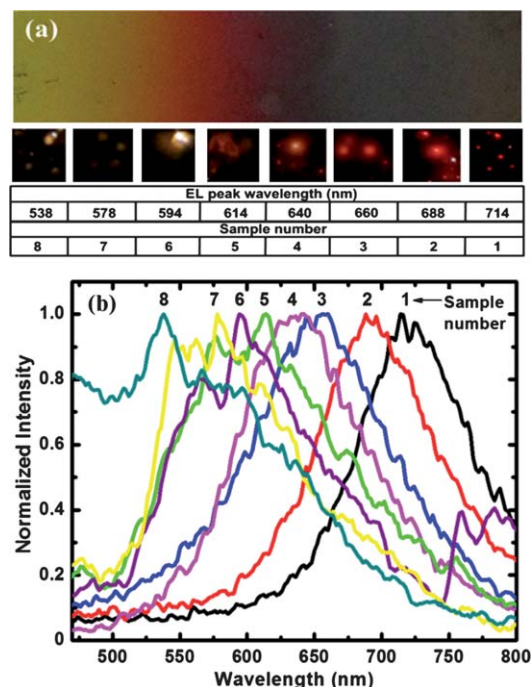 (a)
EL peak wavelength (nm)
538 578 594 614 640 660 688 714
Sample number
8 7 6 5 4 3 2 1
(b)
8 7 6 5 4 3 2 1 Sample
number
1.0
0.8
0.6
0.4
0.2
0
Normalized Intensity
500 550 600 650 700 750 800
Wavelength (nm)